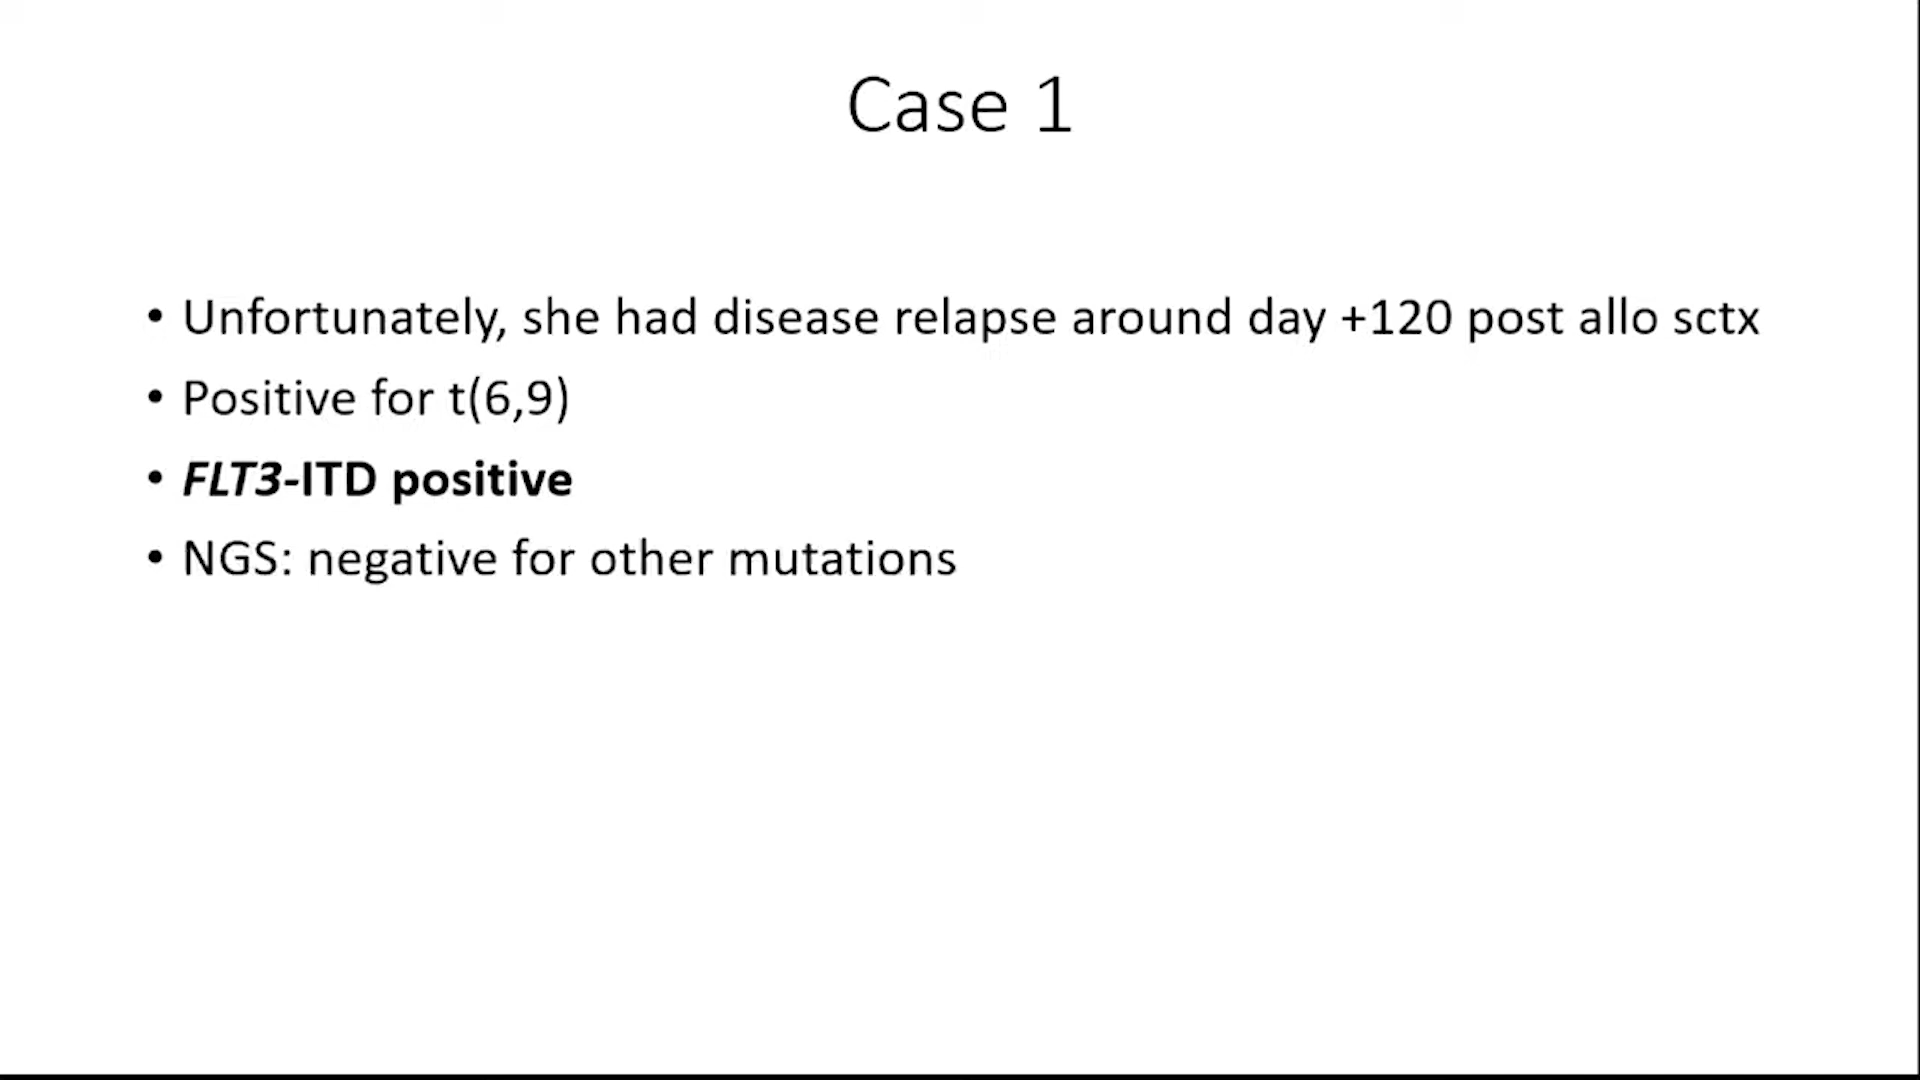 Case 1
• Unfortunately, she had disease relapse around day +120 post allo sctx
• Positive for t(6,9)
• FLT3-ITD positive
• NGS: negative for other mutations